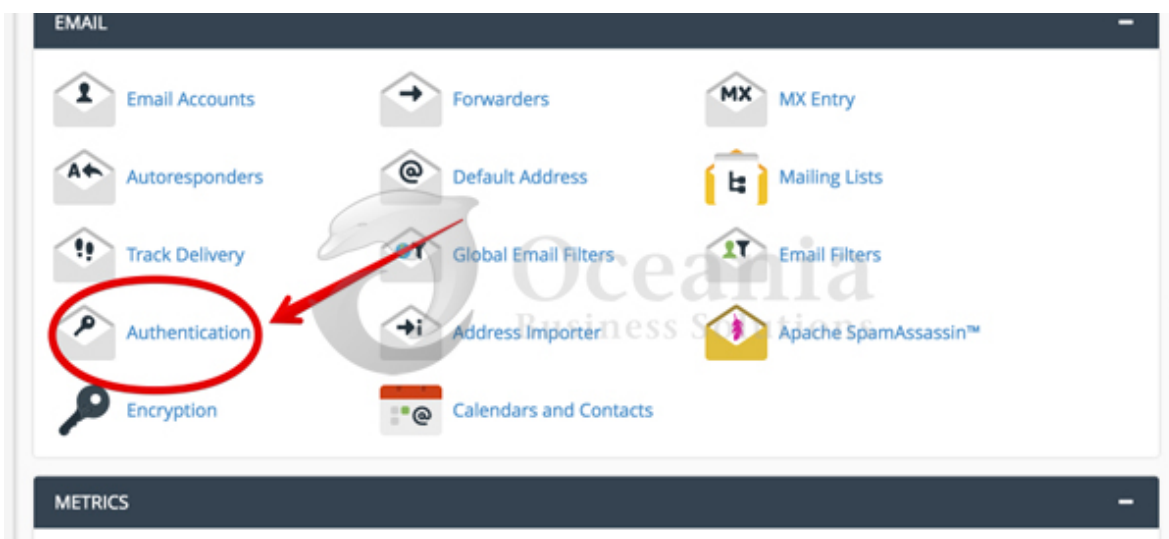 EMAIL
Email Accounts
Forwarders
MX
MX Entry
A
Autoresponders
@
Default Address
Mailing Lists
Track Delivery
Global Email Filters
Email Filters
Oceania
Business Solutions
Authentication
i
Address Importer
Apache SpamAssassin™
Encryption
@
Calendars and Contacts
METRICS